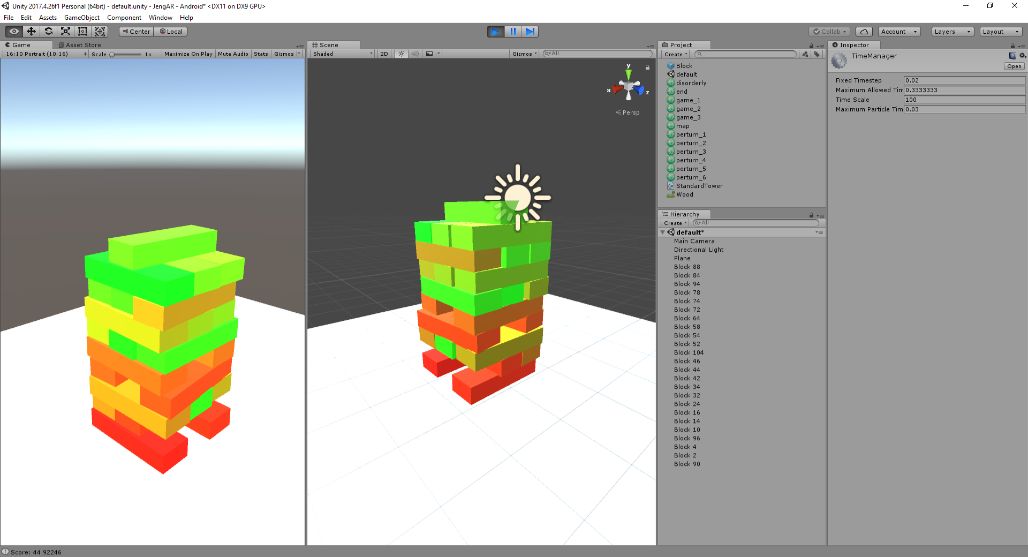 Unity 2017.4.26f1 Personal (64bit) - default.unity - JengAR - Android* <DX11 on DX9 GPU>
File Edit Assets GameObject Component Window Help
Center Local Collab Account Layers Layout
Game Asset Store
16:10 Portrait (10:16) Scale 1x Maximize On Play Mute Audio Stats Gizmos
Scene
Shaded 2D Gizmos All
y
x z
Persp
Project
Create
Block
default
disorderly
end
game_1
game_2
game_3
map
perturn_1
perturn_2
perturn_3
perturn_4
perturn_5
perturn_6
StandardTower
Wood
Hierarchy
Create All
default*
Main Camera
Directional Light
Plane
Block 88
Block 84
Block 94
Block 78
Block 74
Block 72
Block 64
Block 58
Block 54
Block 52
Block 104
Block 46
Block 44
Block 42
Block 34
Block 32
Block 24
Block 16
Block 14
Block 10
Block 96
Block 4
Block 2
Block 90
Inspector
TimeManager
Open
Fixed Timestep 0.02
Maximum Allowed Tim 0.3333333
Time Scale 100
Maximum Particle Tim 0.03
Score: 44.92246